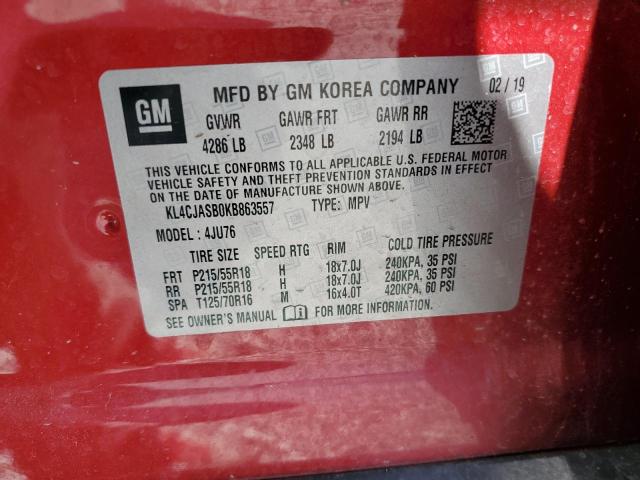 GM
MFD BY GM KOREA COMPANY 02/19
GVWR GAWR FRT GAWR RR
4286 LB 2348 LB 2194 LB
THIS VEHICLE CONFORMS TO ALL APPLICABLE U.S. FEDERAL MOTOR
VEHICLE SAFETY AND THEFT PREVENTION STANDARDS IN EFFECT
ON THE DATE OF MANUFACTURE SHOWN ABOVE.
KL4CJASB0KB863557 TYPE: MPV
MODEL: 4JU76
TIRE SIZE SPEED RTG RIM COLD TIRE PRESSURE
FRT P215/55R18 H 18x7.0J 240KPA, 35 PSI
RR P215/55R18 H 18x7.0J 240KPA, 35 PSI
SPA T125/70R16 M 16x4.0T 420KPA, 60 PSI
SEE OWNER'S MANUAL i FOR MORE INFORMATION.